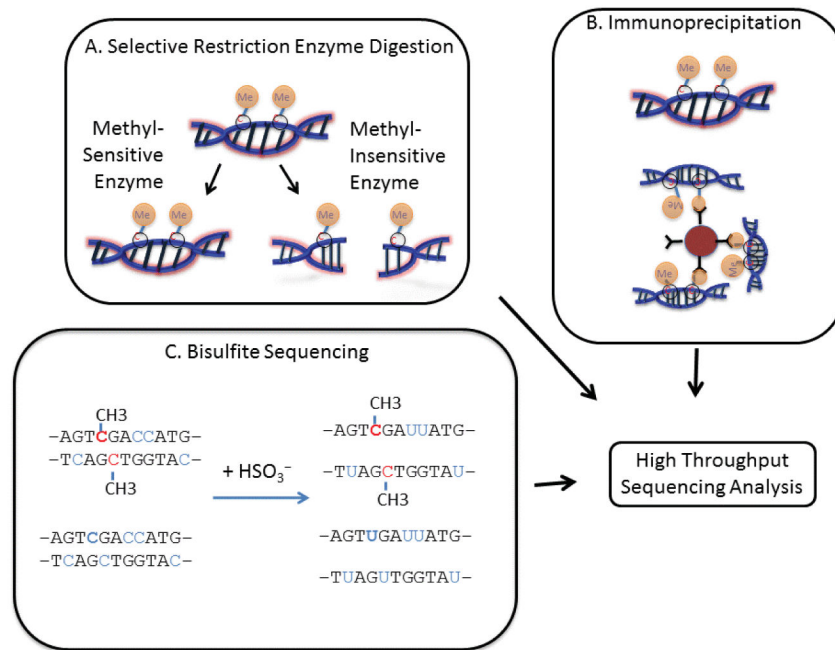 A. Selective Restriction Enzyme Digestion
Me Me
Methyl-
Sensitive
Enzyme
Methyl-
Insensitive
Enzyme
Me Me
Me Me
B. Immunoprecipitation
Me Me
Me
Me
Me
C. Bisulfite Sequencing
CH3
–AGTCGACCATG–
–TCAGCTGGTAC–
CH3
–AGTCGACCATG–
–TCAGCTGGTAC–
+ HSO₃⁻
CH3
–AGTCGAUUATG–
–TUAGCTGGTAU–
CH3
–AGTUGAUUATG–
–TUAGUTGGTAU–
High Throughput
Sequencing Analysis